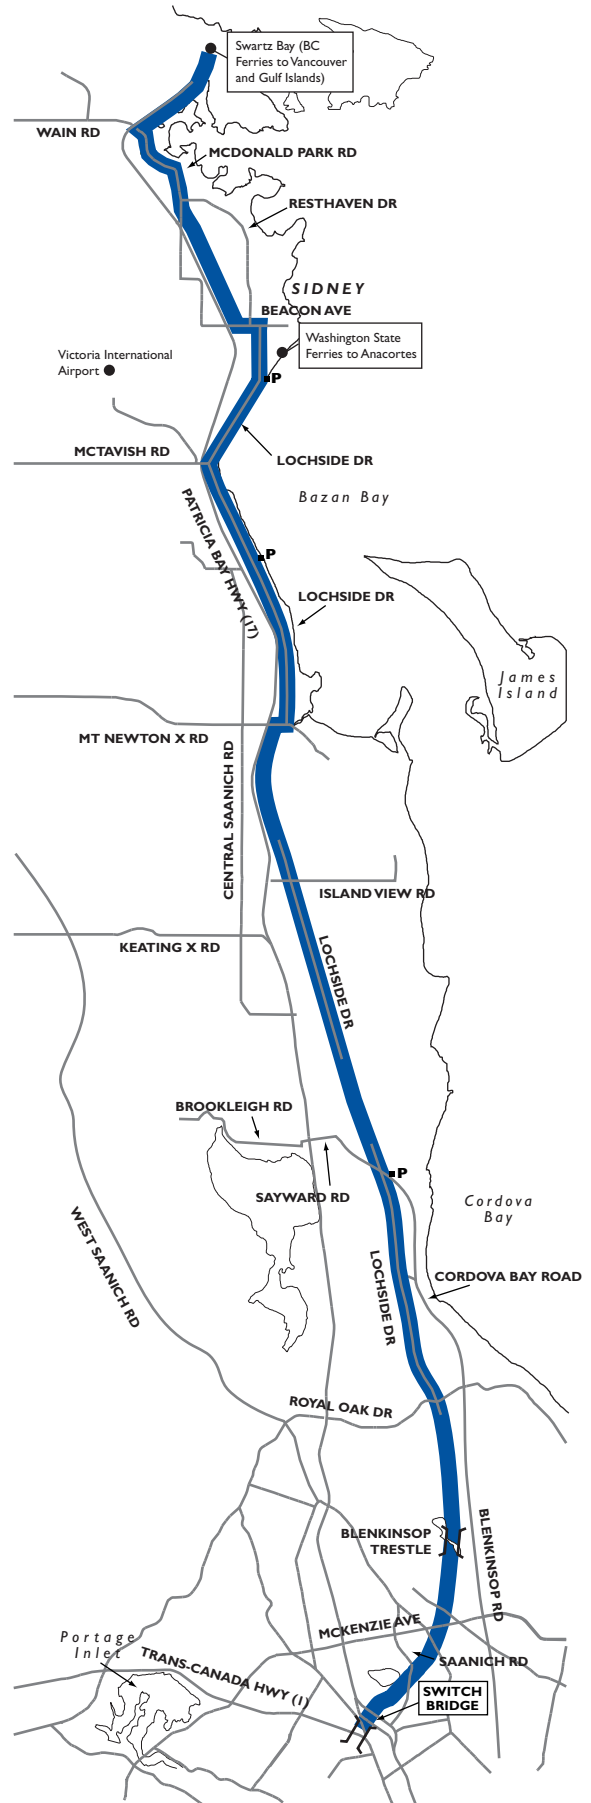 Swartz Bay (BC
Ferries to Vancouver
and Gulf Islands)
WAIN RD
MCDONALD PARK RD
RESTHAVEN DR
SIDNEY
BEACON AVE
Washington State
Ferries to Anacortes
Victoria International
Airport
P
MCTAVISH RD
LOCHSIDE DR
Bazan Bay
PATRICIA BAY HWY (17)
P
LOCHSIDE DR
James
Island
MT NEWTON X RD
CENTRAL SAANICH RD
ISLAND VIEW RD
KEATING X RD
LOCHSIDE DR
BROOKLEIGH RD
P
SAYWARD RD
Cordova
Bay
WEST SAANICH RD
LOCHSIDE DR
CORDOVA BAY ROAD
ROYAL OAK DR
BLENKINSOP
TRESTLE
BLENKINSOP RD
MCKENZIE AVE
Portage
Inlet
TRANS-CANADA HWY (1)
SAANICH RD
SWITCH
BRIDGE